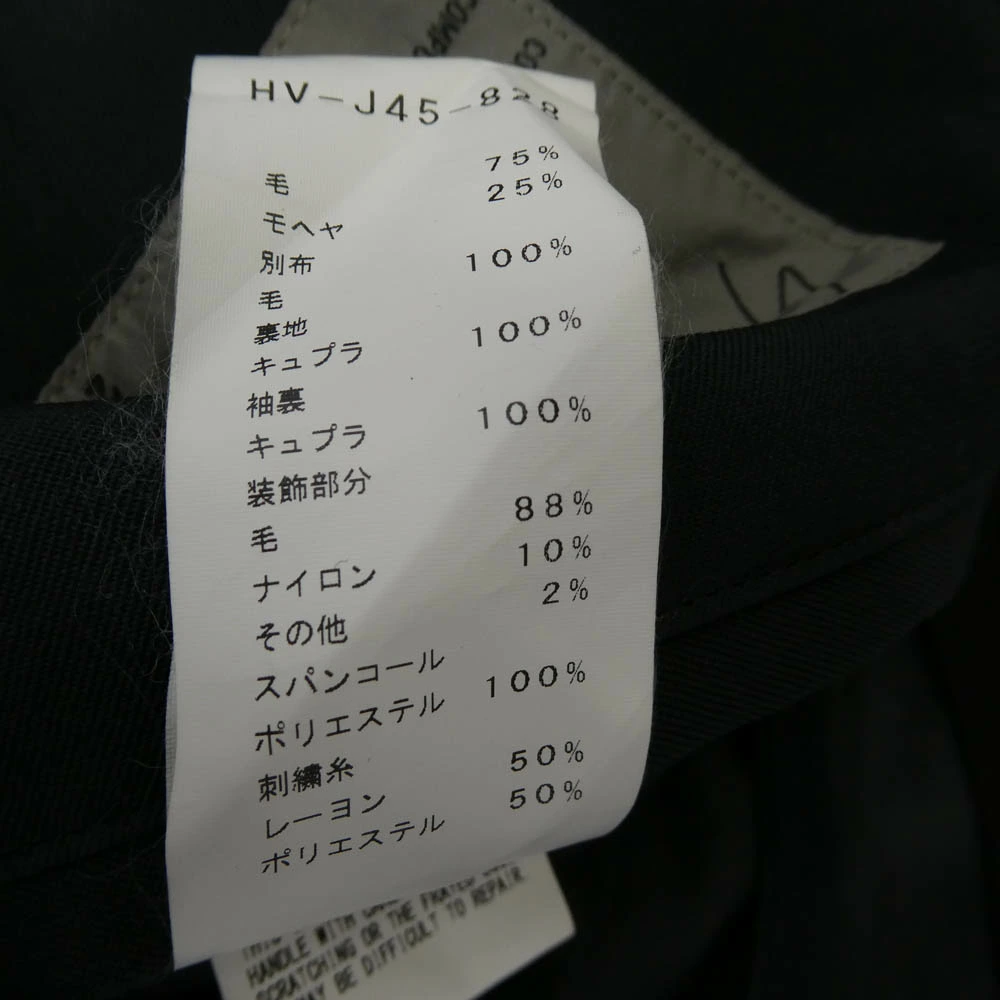 COMPO
CO
HV-J45-828
毛 75%
モヘヤ 25%
別布
毛 100%
裏地
キュプラ 100%
袖裏
キュプラ 100%
装飾部分
毛 88%
ナイロン 10%
その他 2%
スパンコール
ポリエステル 100%
刺繍糸
レーヨン 50%
ポリエステル 50%
HANDLE WITH
SCRATCHING OR THE FRAYED
MAY BE DIFFICULT TO REPAIR.